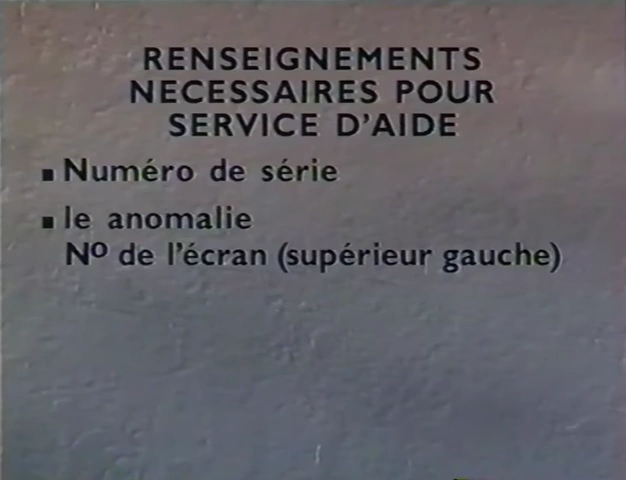 RENSEIGNEMENTS
NECESSAIRES POUR
SERVICE D'AIDE
▪ Numéro de série
▪ le anomalie
Nº de l'écran (supérieur gauche)